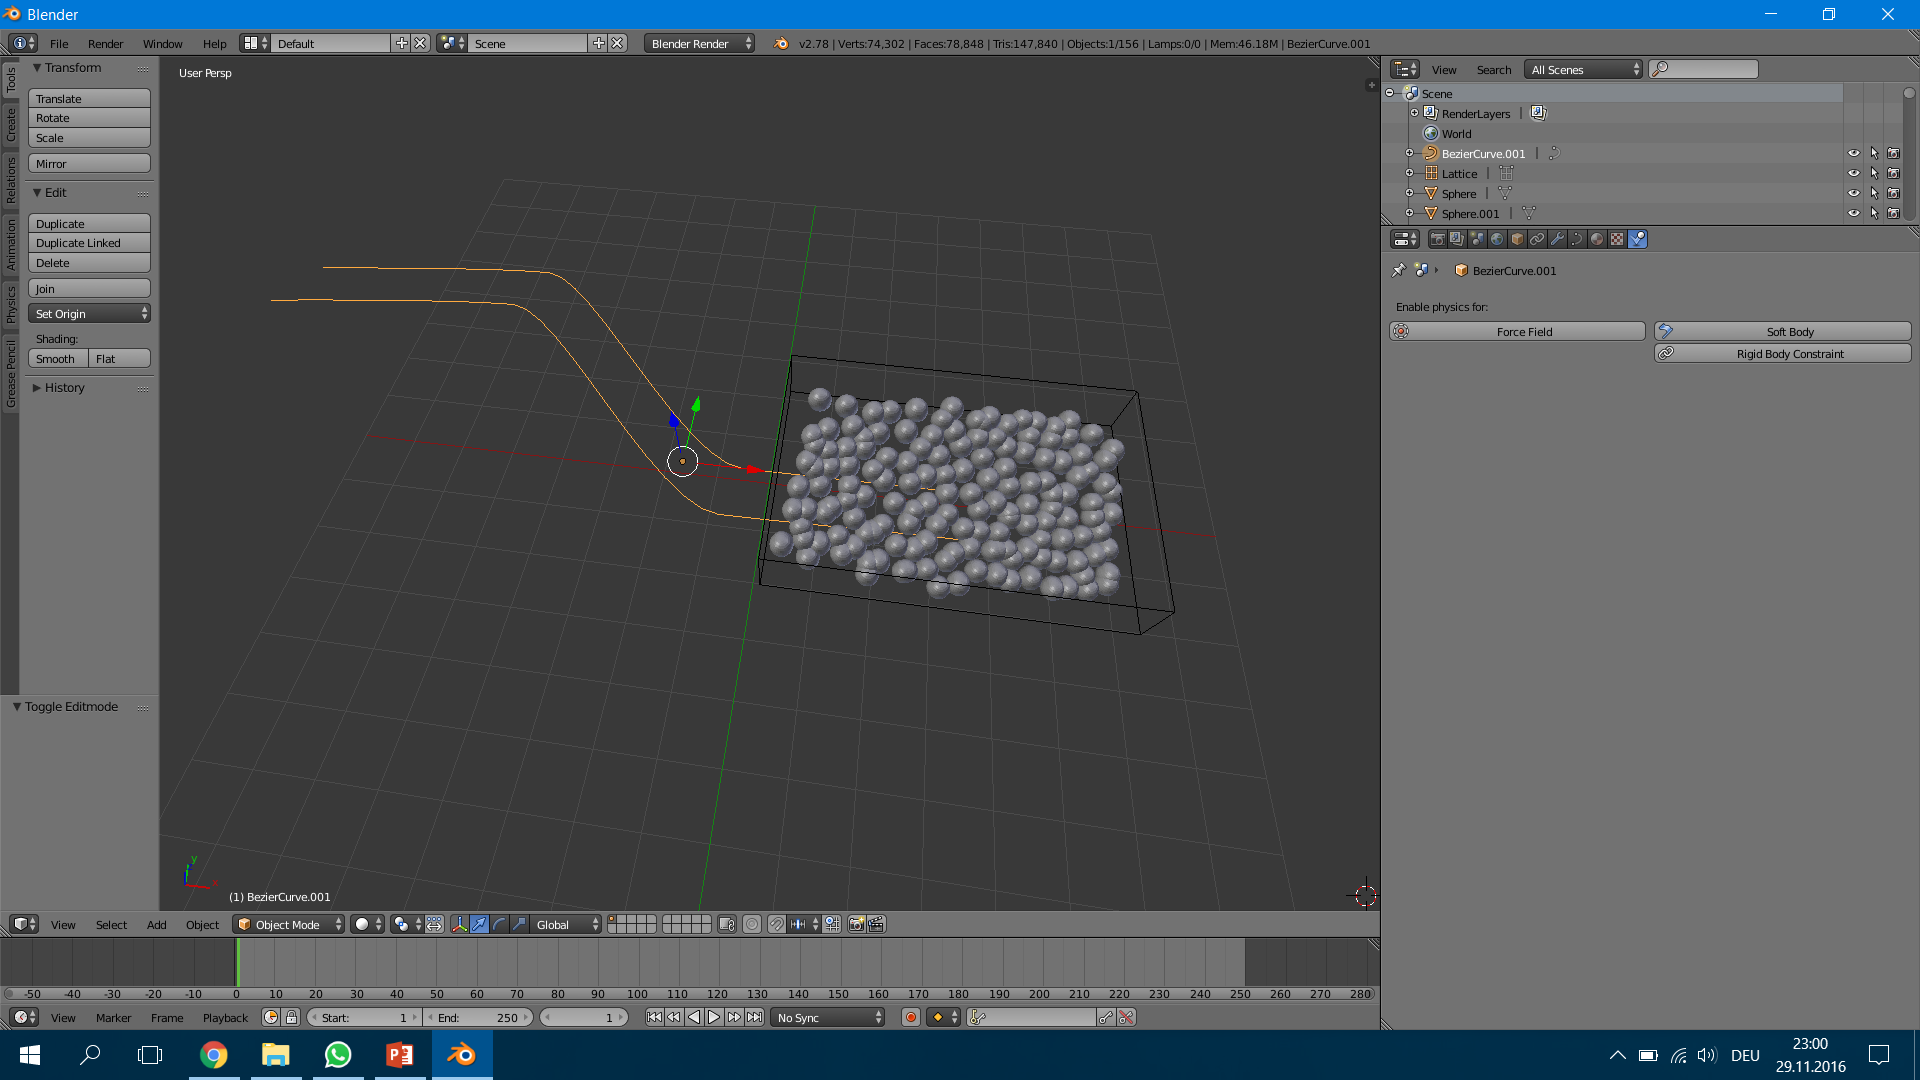 Blender
File Render Window Help Default Scene Blender Render v2.78 | Verts:74,302 | Faces:78,848 | Tris:147,840 | Objects:1/156 | Lamps:0/0 | Mem:46.18M | BezierCurve.001
Tools
Create
Relations
Animation
Physics
Grease Pencil
Transform
Translate
Rotate
Scale
Mirror
Edit
Duplicate
Duplicate Linked
Delete
Join
Set Origin
Shading:
Smooth Flat
History
Toggle Editmode
User Persp
y
x
(1) BezierCurve.001
View Search All Scenes
Scene
RenderLayers |
World
BezierCurve.001 |
Lattice |
Sphere |
Sphere.001 |
BezierCurve.001
Enable physics for:
Force Field Soft Body
Rigid Body Constraint
View Select Add Object Object Mode Global
-50 -40 -30 -20 -10 0 10 20 30 40 50 60 70 80 90 100 110 120 130 140 150 160 170 180 190 200 210 220 230 240 250 260 270 280
View Marker Frame Playback Start: 1 End: 250 1 No Sync
DEU
23:00
29.11.2016